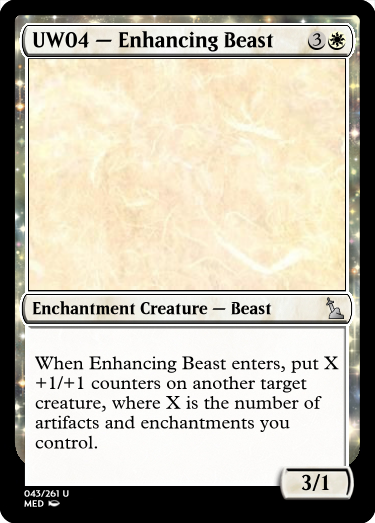 UW04 — Enhancing Beast 3
Enchantment Creature — Beast
When Enhancing Beast enters, put X
+1/+1 counters on another target
creature, where X is the number of
artifacts and enchantments you
control.
3/1
043/261 U
MED